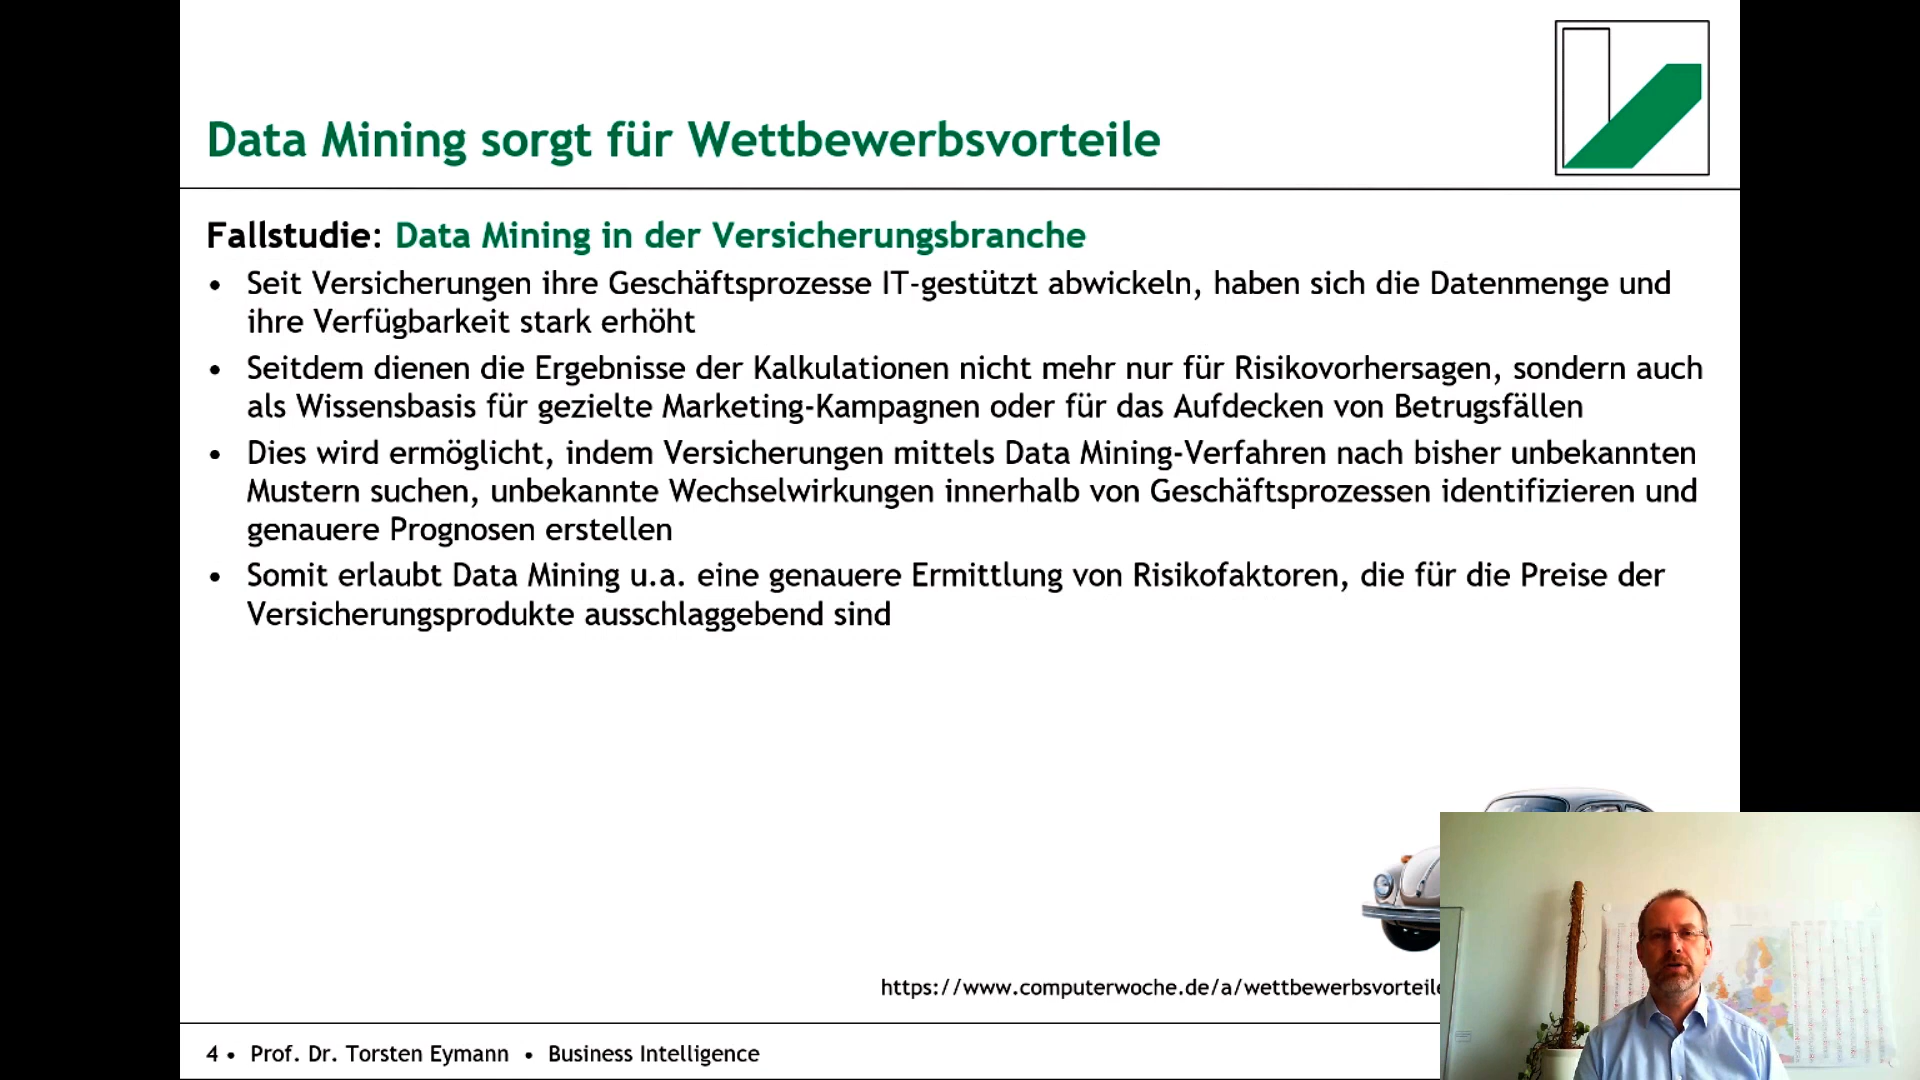 Data Mining sorgt für Wettbewerbsvorteile
Fallstudie: Data Mining in der Versicherungsbranche
• Seit Versicherungen ihre Geschäftsprozesse IT-gestützt abwickeln, haben sich die Datenmenge und
ihre Verfügbarkeit stark erhöht
• Seitdem dienen die Ergebnisse der Kalkulationen nicht mehr nur für Risikovorhersagen, sondern auch
als Wissensbasis für gezielte Marketing-Kampagnen oder für das Aufdecken von Betrugsfällen
• Dies wird ermöglicht, indem Versicherungen mittels Data Mining-Verfahren nach bisher unbekannten
Mustern suchen, unbekannte Wechselwirkungen innerhalb von Geschäftsprozessen identifizieren und
genauere Prognosen erstellen
• Somit erlaubt Data Mining u.a. eine genauere Ermittlung von Risikofaktoren, die für die Preise der
Versicherungsprodukte ausschlaggebend sind
https://www.computerwoche.de/a/wettbewerbsvorteile
4 • Prof. Dr. Torsten Eymann • Business Intelligence